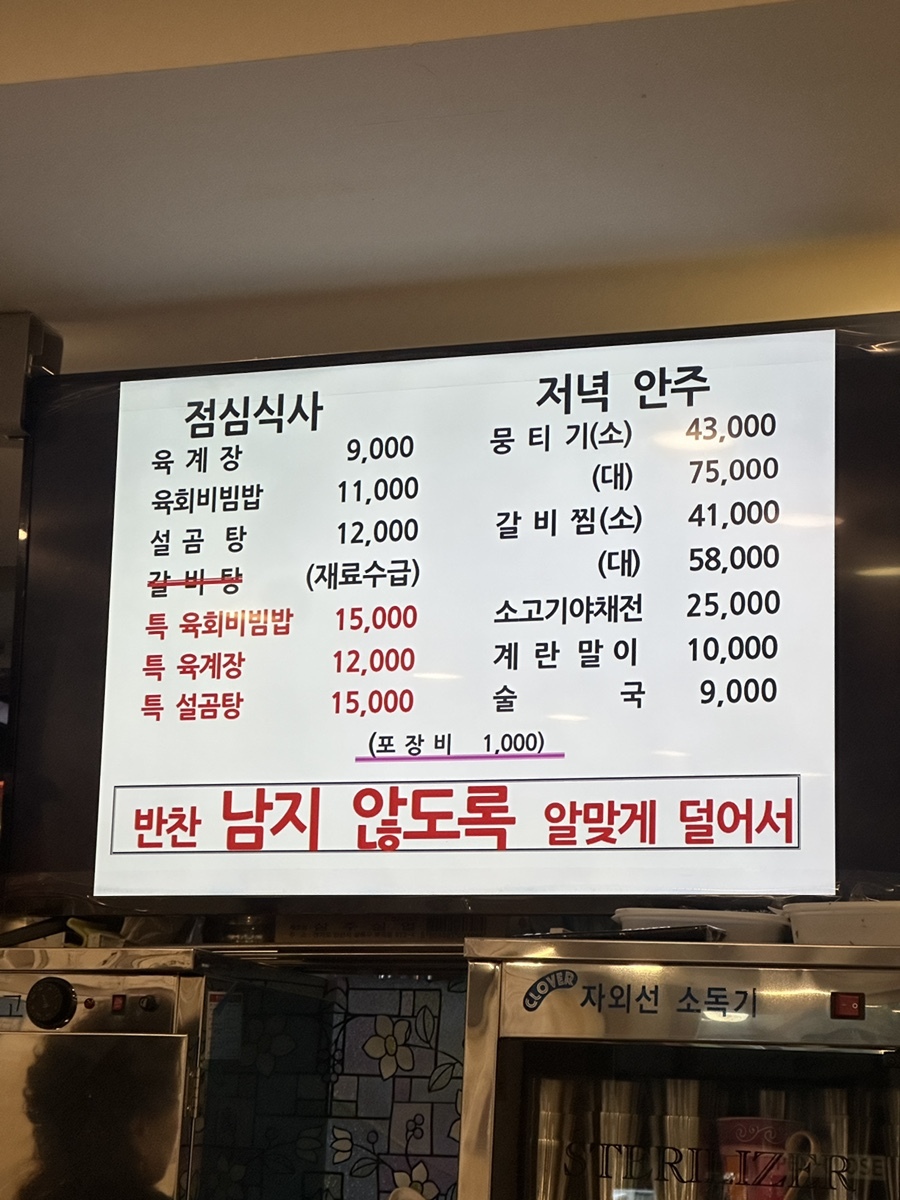 점심식사
육 계 장 9,000
육회비빔밥 11,000
설 곰 탕 12,000
갈 비 탕 (재료수급)
특 육회비빔밥 15,000
특 육계장 12,000
특 설곰탕 15,000
저녁 안주
뭉 티 기(소) 43,000
(대) 75,000
갈 비 찜(소) 41,000
(대) 58,000
소고기야채전 25,000
계 란 말 이 10,000
술 국 9,000
(포 장 비 1,000)
반찬 남지 않도록 알맞게 덜어서
CLOVER 자외선 소독기
STERILIZER